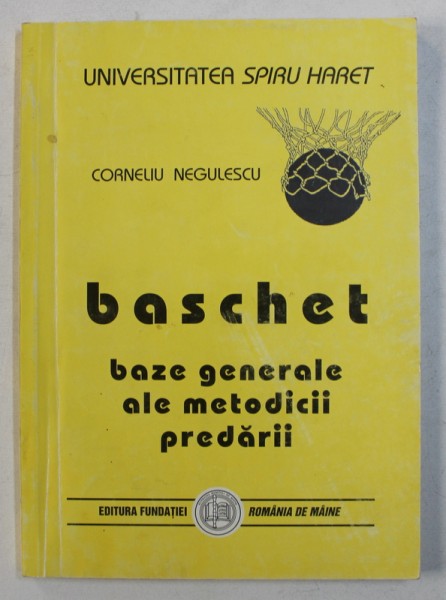 UNIVERSITATEA SPIRU HARET
CORNELIU NEGULESCU
baschet
baze generale
ale metodicii
predării
EDITURA FUNDAȚIEI ROMÂNIA DE MÂINE